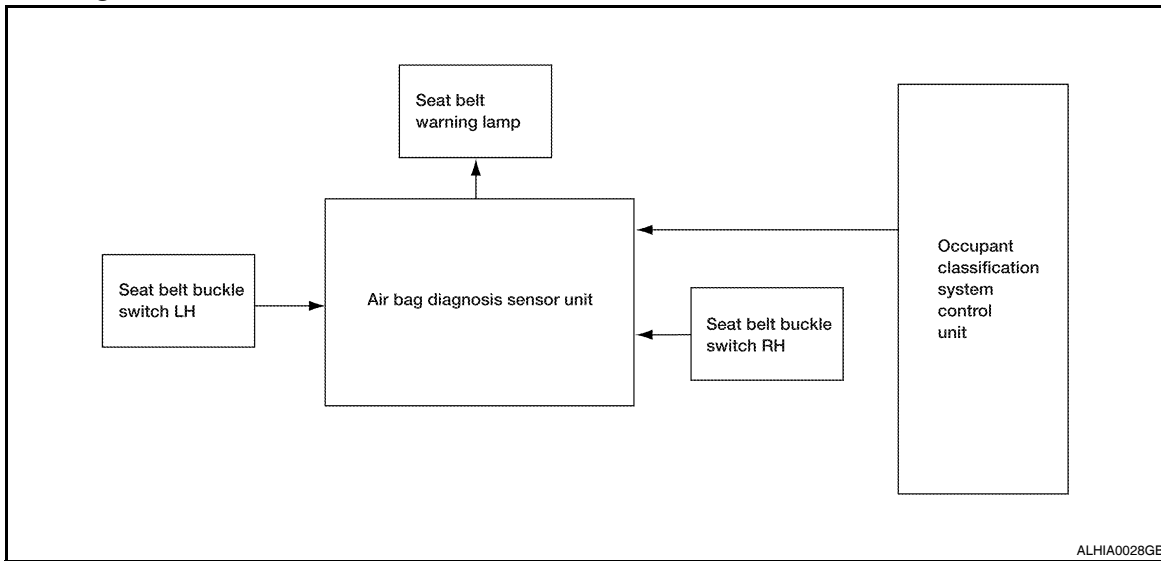 Seat belt
warning lamp
Seat belt buckle
switch LH
Air bag diagnosis sensor unit
Seat belt buckle
switch RH
Occupant
classification
system
control
unit
ALHIA0028GB